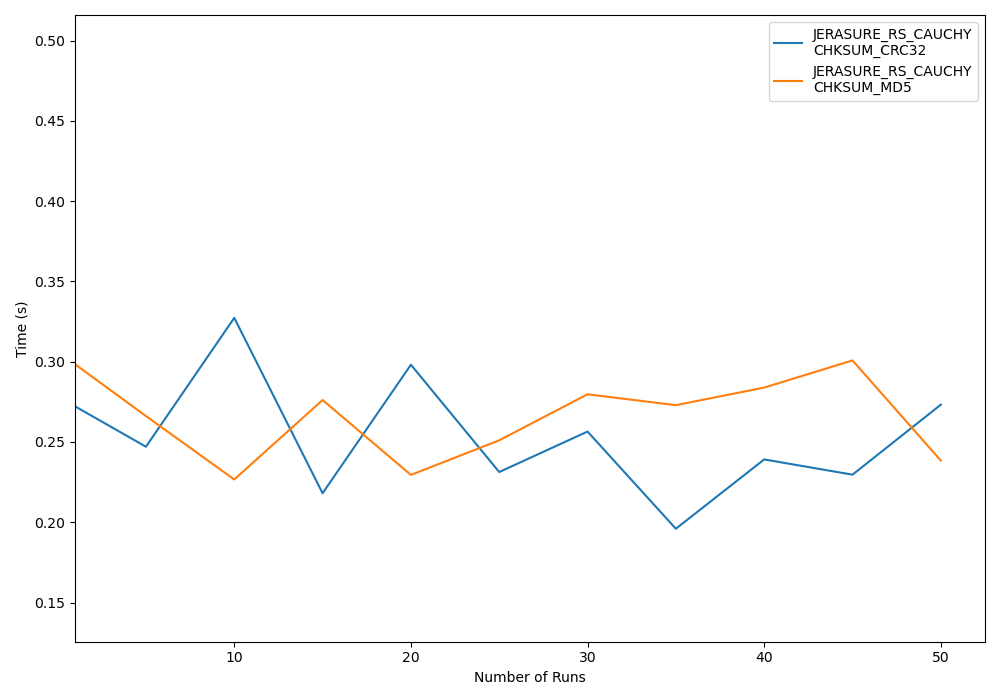 JERASURE_RS_CAUCHY
CHKSUM_CRC32
JERASURE_RS_CAUCHY
CHKSUM_MD5
0.50
0.45
0.40
0.35
0.30
0.25
0.20
0.15
Time (s)
10 20 30 40 50
Number of Runs